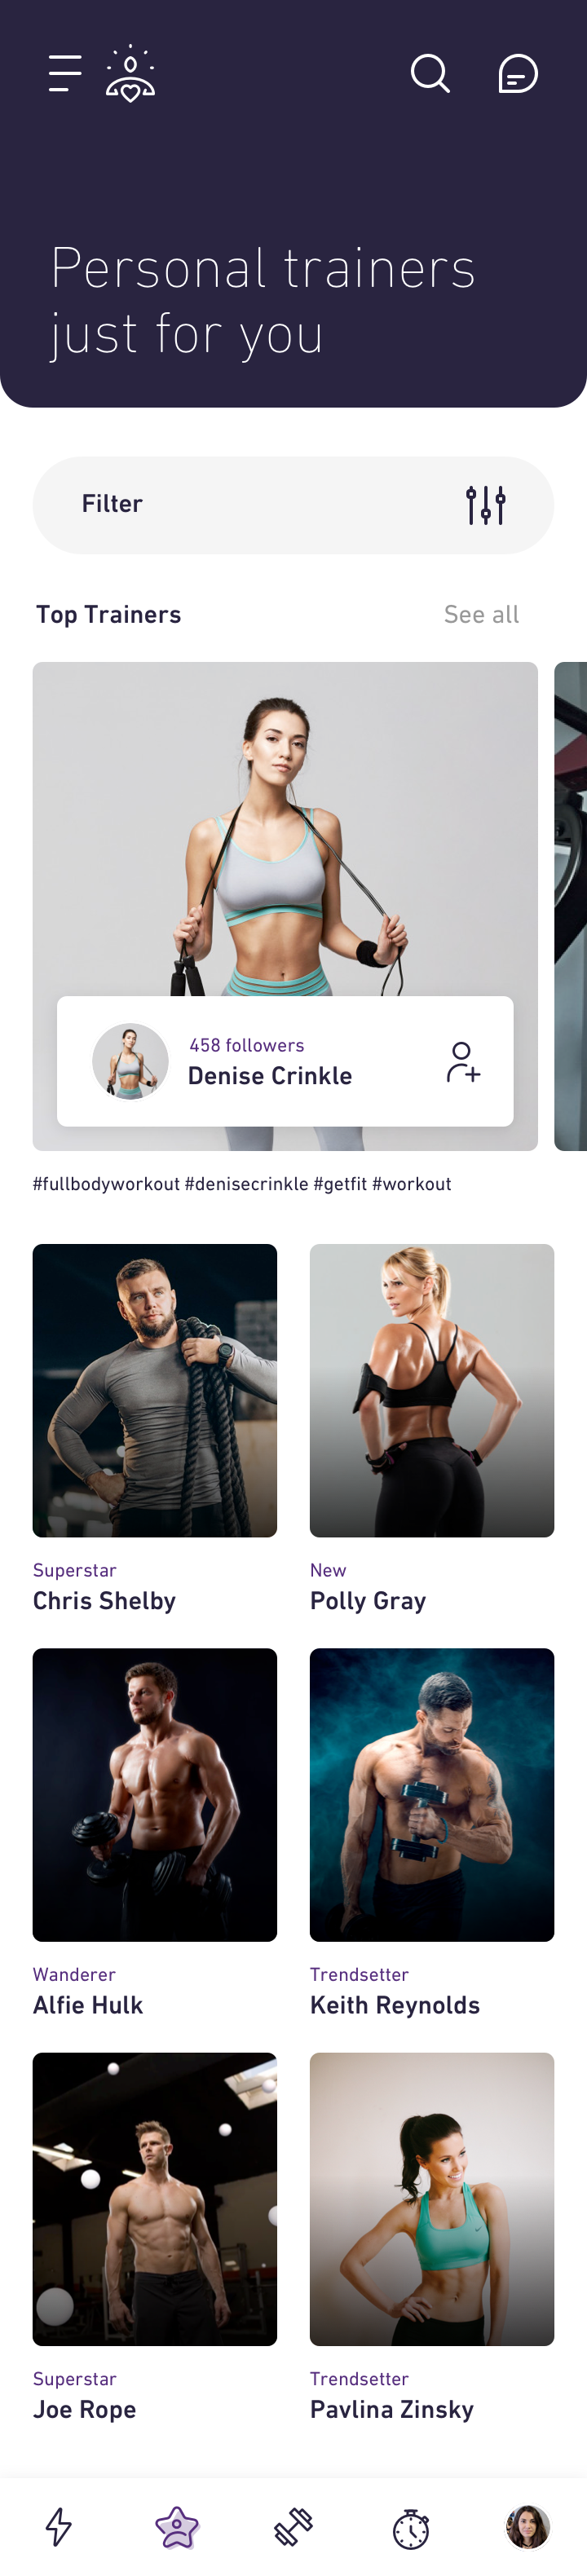 Personal trainers
just for you
Filter
Top Trainers
See all
458 followers
Denise Crinkle
#fullbodyworkout #denisecrinkle #getfit #workout
Superstar
Chris Shelby
New
Polly Gray
Wanderer
Alfie Hulk
Trendsetter
Keith Reynolds
Superstar
Joe Rope
Trendsetter
Pavlina Zinsky